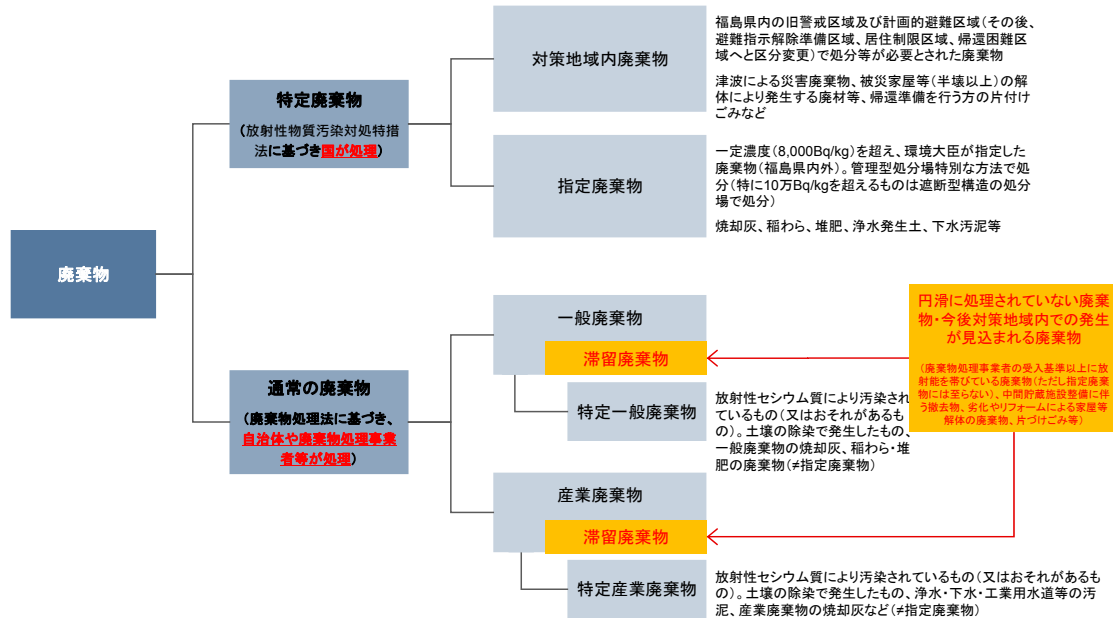 廃棄物
特定廃棄物
(放射性物質汚染対処特措
法に基づき国が処理)
対策地域内廃棄物
福島県内の旧警戒区域及び計画的避難区域(その後、
避難指示解除準備区域、居住制限区域、帰還困難区
域へと区分変更)で処分等が必要とされた廃棄物
津波による災害廃棄物、被災家屋等(半壊以上)の解
体により発生する廃材等、帰還準備を行う方の片付け
ごみなど
指定廃棄物
一定濃度(8,000Bq/kg)を超え、環境大臣が指定した
廃棄物(福島県内外)。管理型処分場特別な方法で処
分(特に10万Bq/kgを超えるものは遮断型構造の処分
場で処分)
焼却灰、稲わら、堆肥、浄水発生土、下水汚泥等
通常の廃棄物
(廃棄物処理法に基づき、
自治体や廃棄物処理事業
者等が処理)
一般廃棄物
滞留廃棄物
特定一般廃棄物
放射性セシウム質により汚染され
ているもの(又はおそれがあるも
の)。土壌の除染で発生したもの、
一般廃棄物の焼却灰、稲わら・堆
肥の廃棄物(≠指定廃棄物)
産業廃棄物
滞留廃棄物
特定産業廃棄物
放射性セシウム質により汚染されているもの(又はおそれがあるも
の)。土壌の除染で発生したもの、浄水・下水・工業用水道等の汚
泥、産業廃棄物の焼却灰など(≠指定廃棄物)
円滑に処理されていない廃棄
物・今後対策地域内での発生
が見込まれる廃棄物
(廃棄物処理事業者の受入基準以上に放
射能を帯びている廃棄物(ただし指定廃棄
物には至らない)、中間貯蔵施設整備に伴
う撤去物、劣化やリフォームによる家屋等
解体の廃棄物、片づけごみ等)